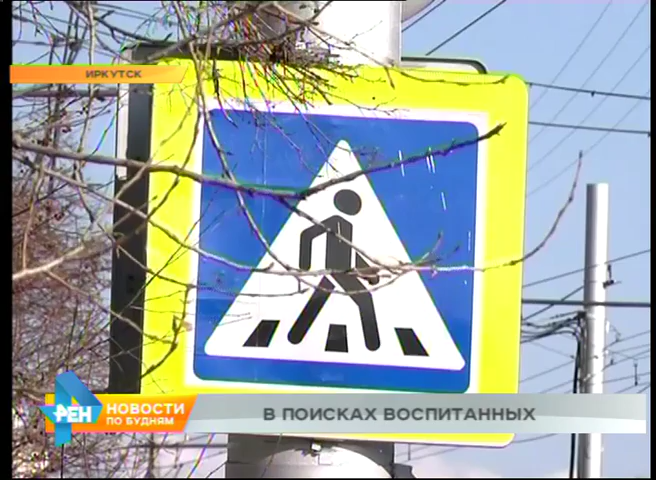 ИРКУТСК
РЕН
НОВОСТИ
ПО БУДНЯМ
В ПОИСКАХ ВОСПИТАННЫХ